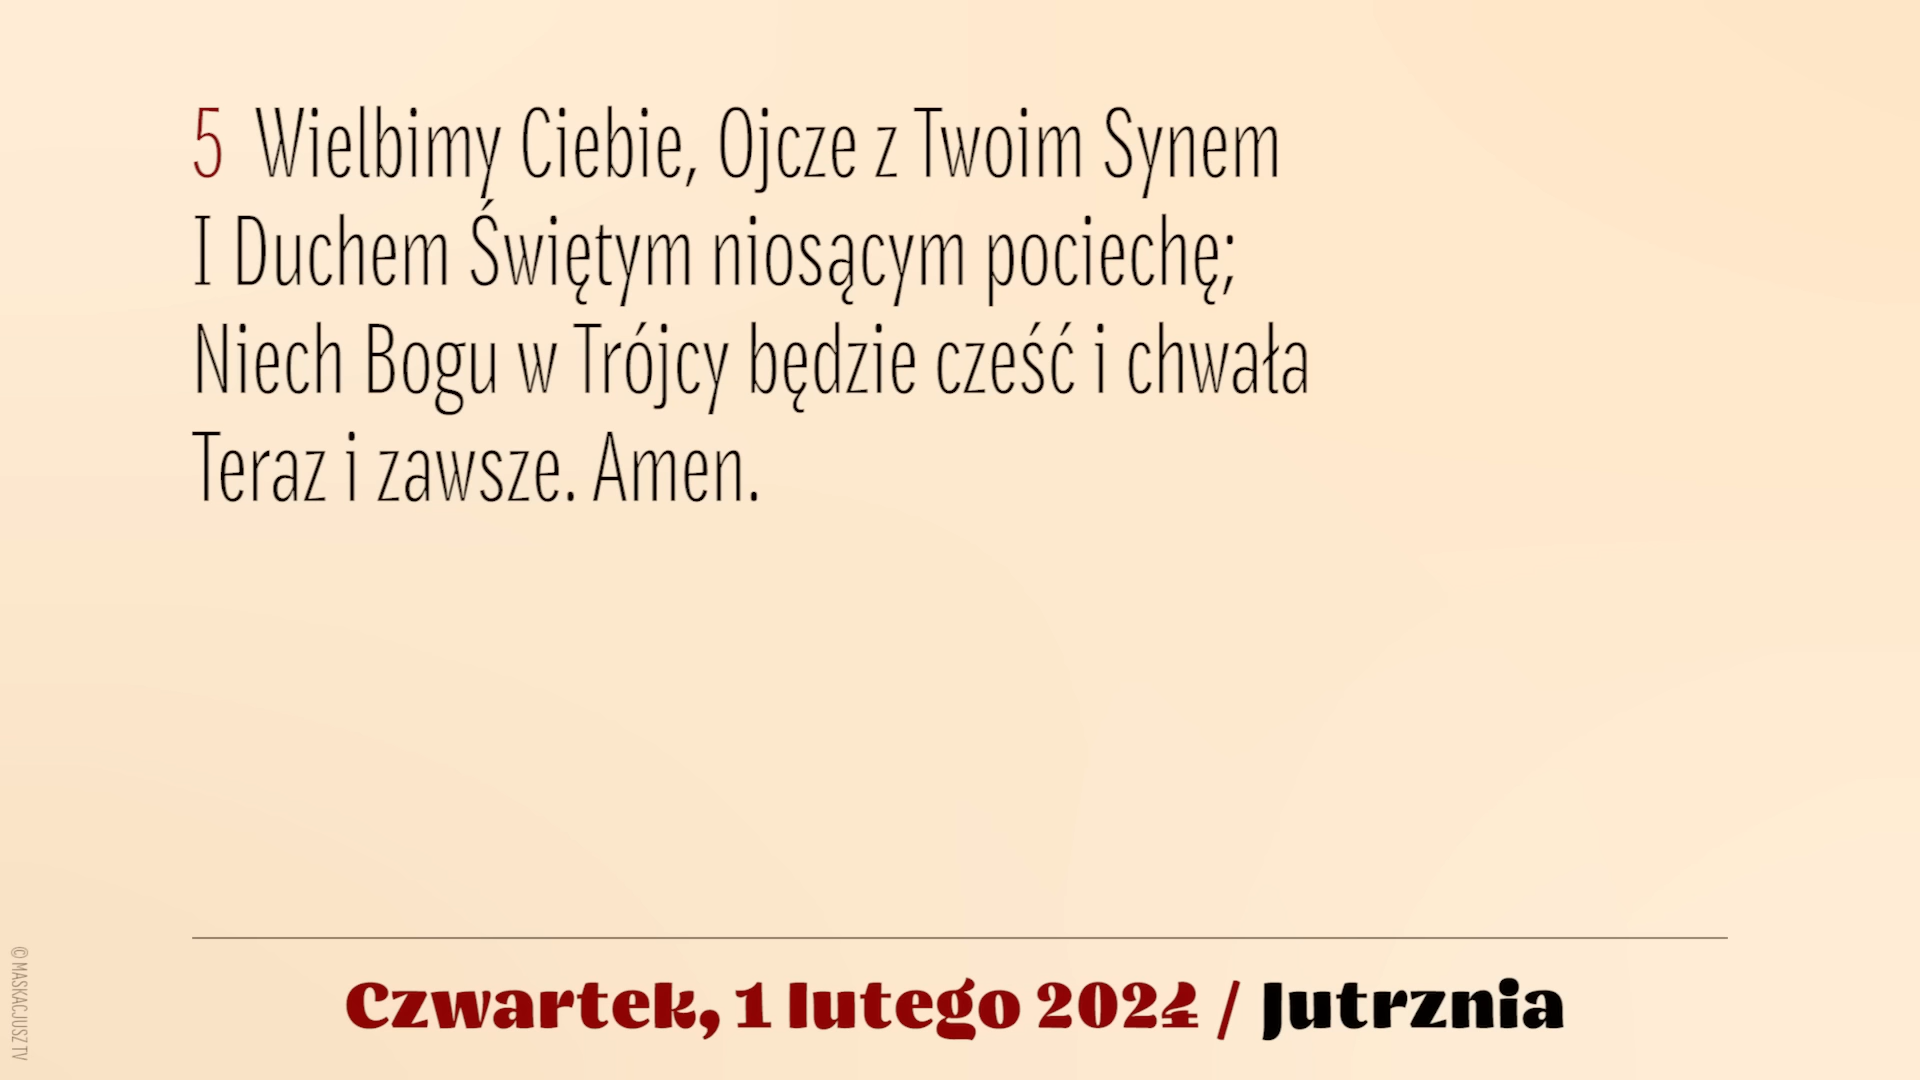 5 Wielbimy Ciebie, Ojcze z Twoim Synem
I Duchem Świętym niosącym pociechę;
Niech Bogu w Trójcy będzie cześć i chwała
Teraz i zawsze. Amen.
© MASKACJUSZ TV
Czwartek, 1 lutego 2024 / Jutrznia